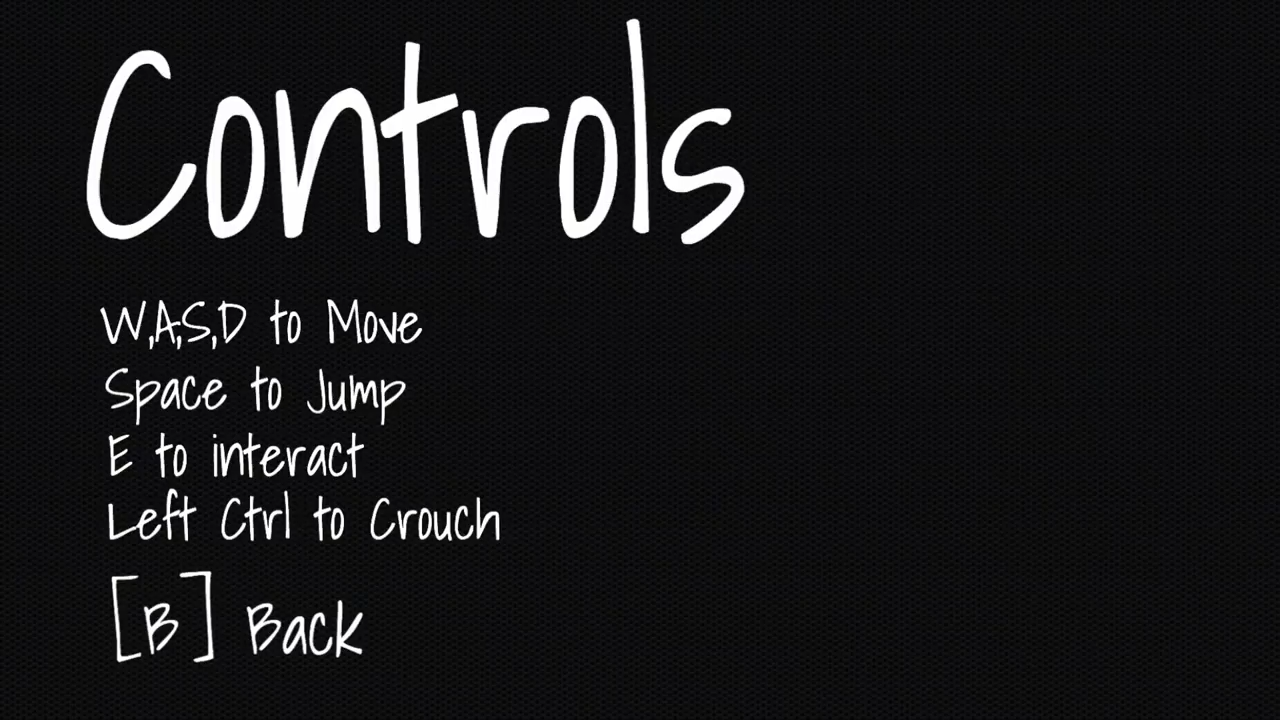 Controls
W,A,S,D to Move
Space to Jump
E to interact
Left Ctrl to Crouch
[B] Back